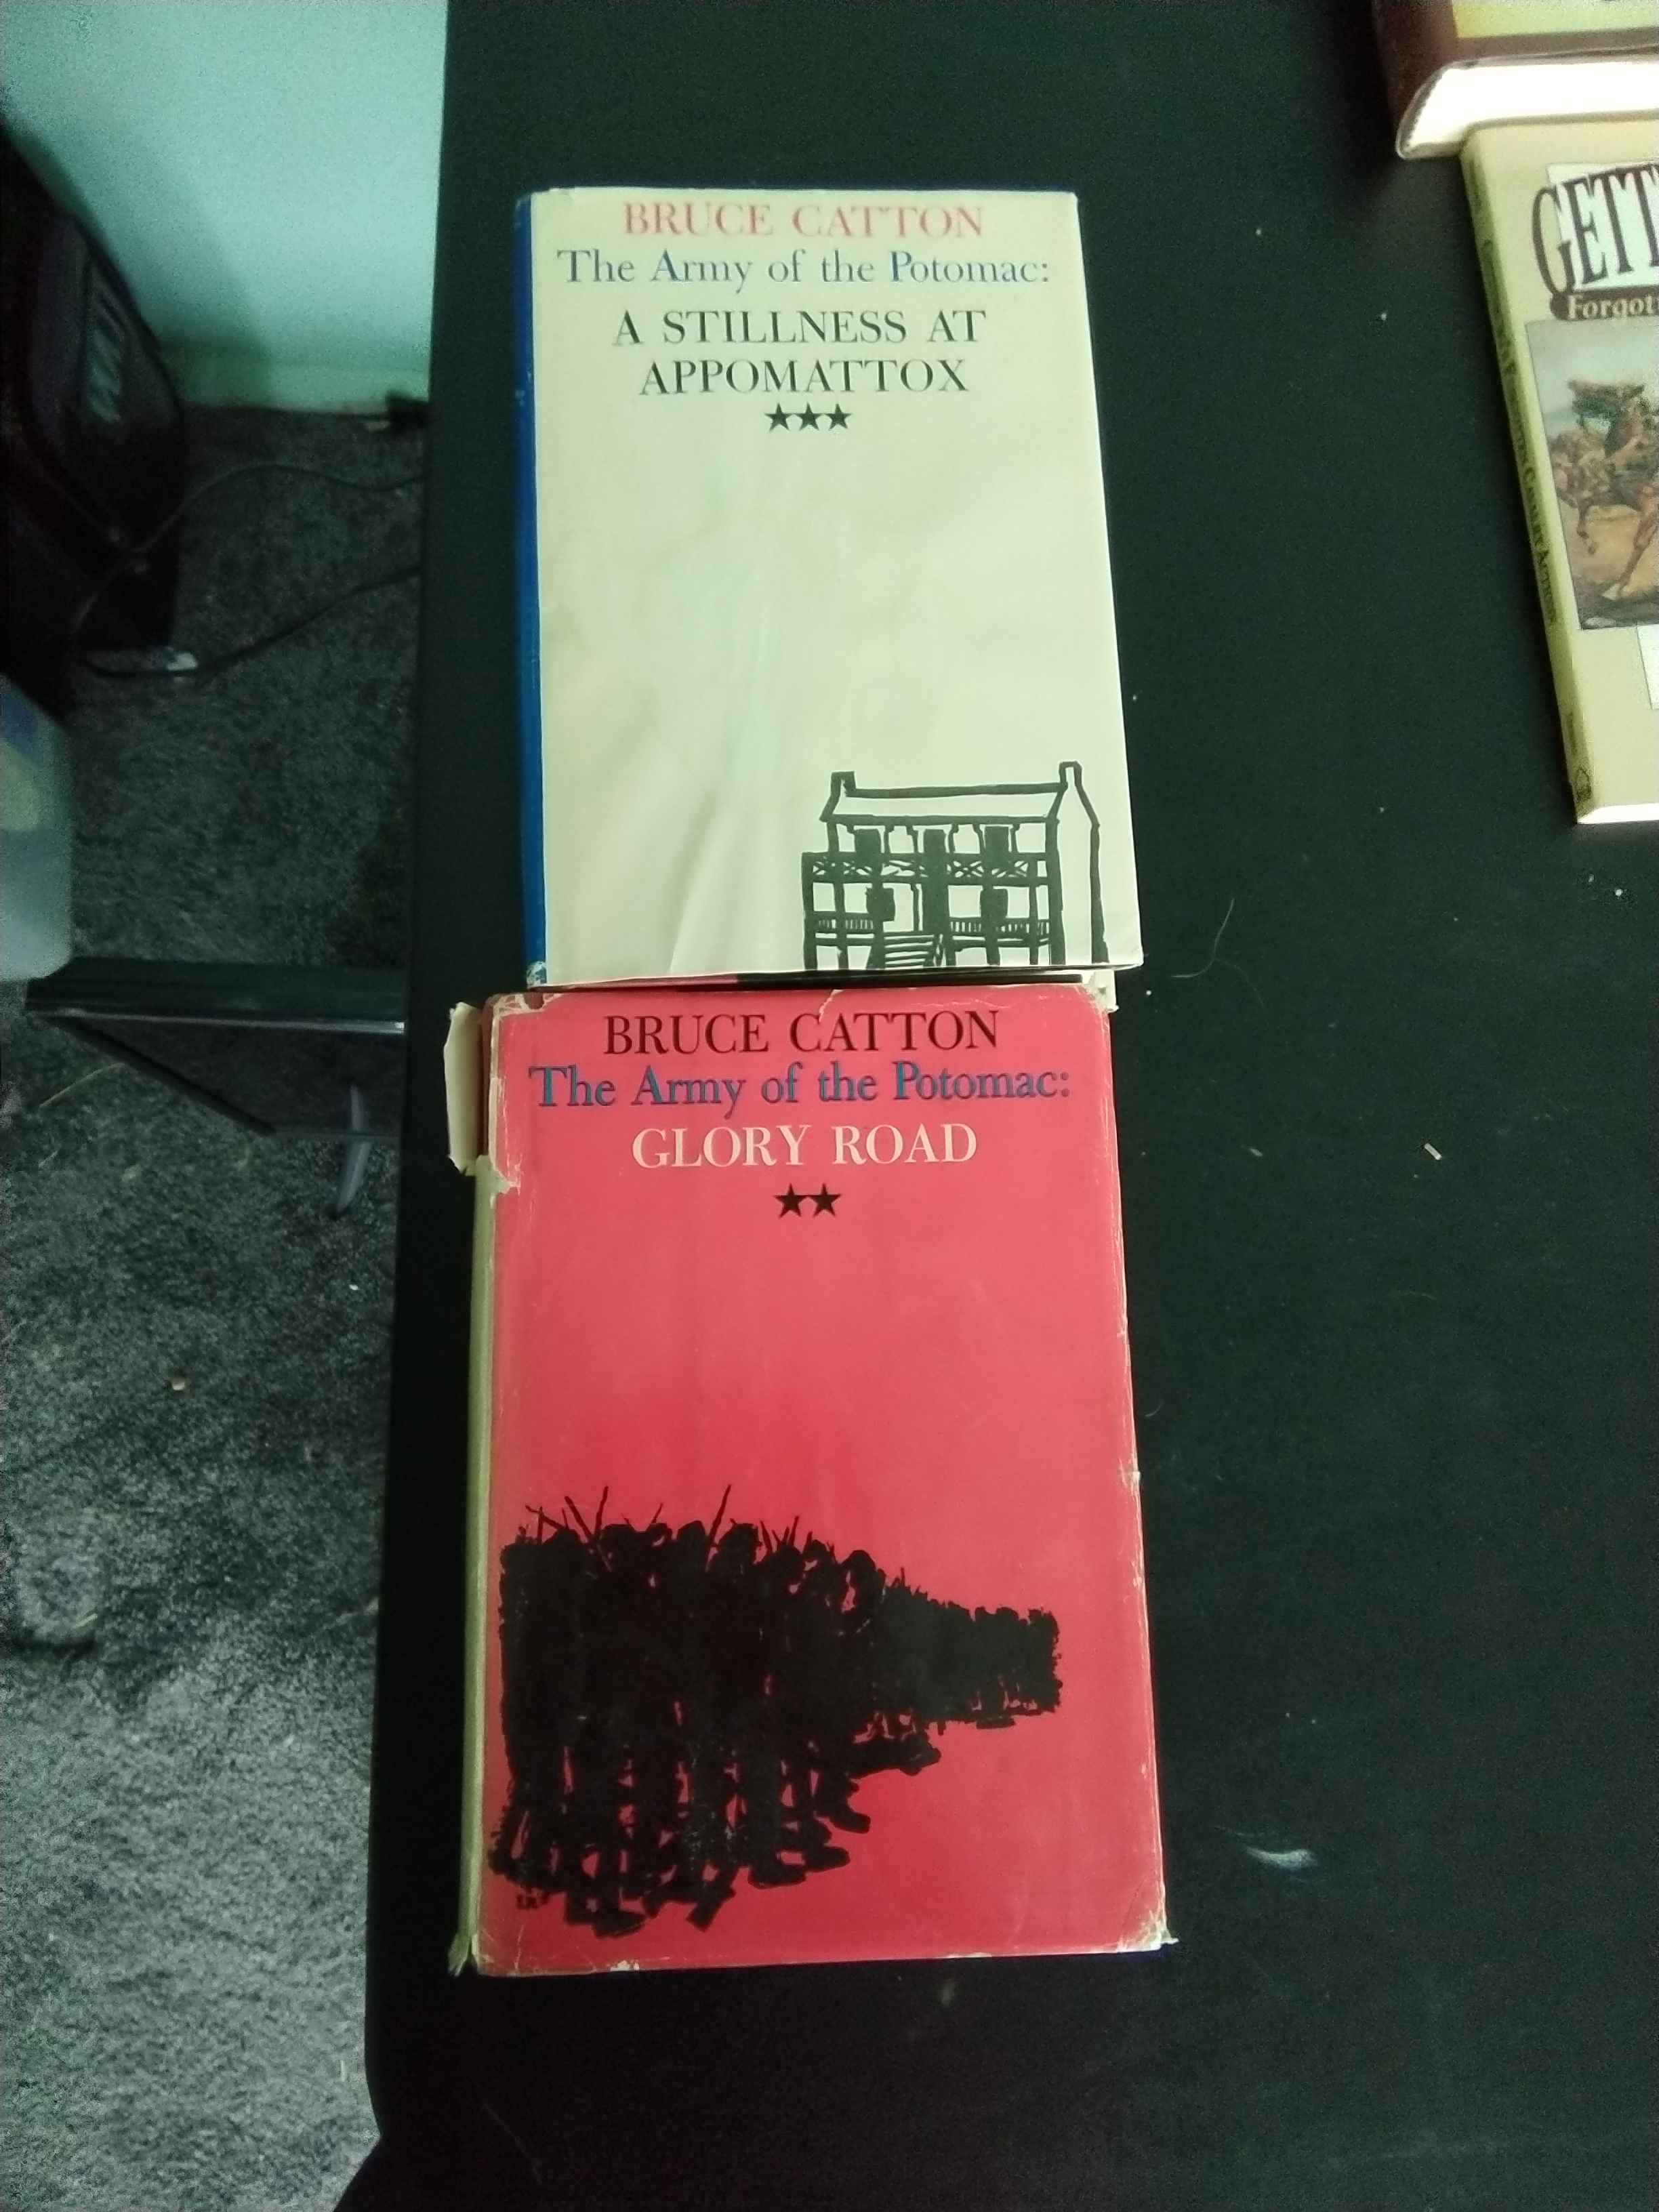 BRUCE CATTON
The Army of the Potomac:
A STILLNESS AT
APPOMATTOX
BRUCE CATTON
The Army of the Potomac:
GLORY ROAD
GETT
Forgot